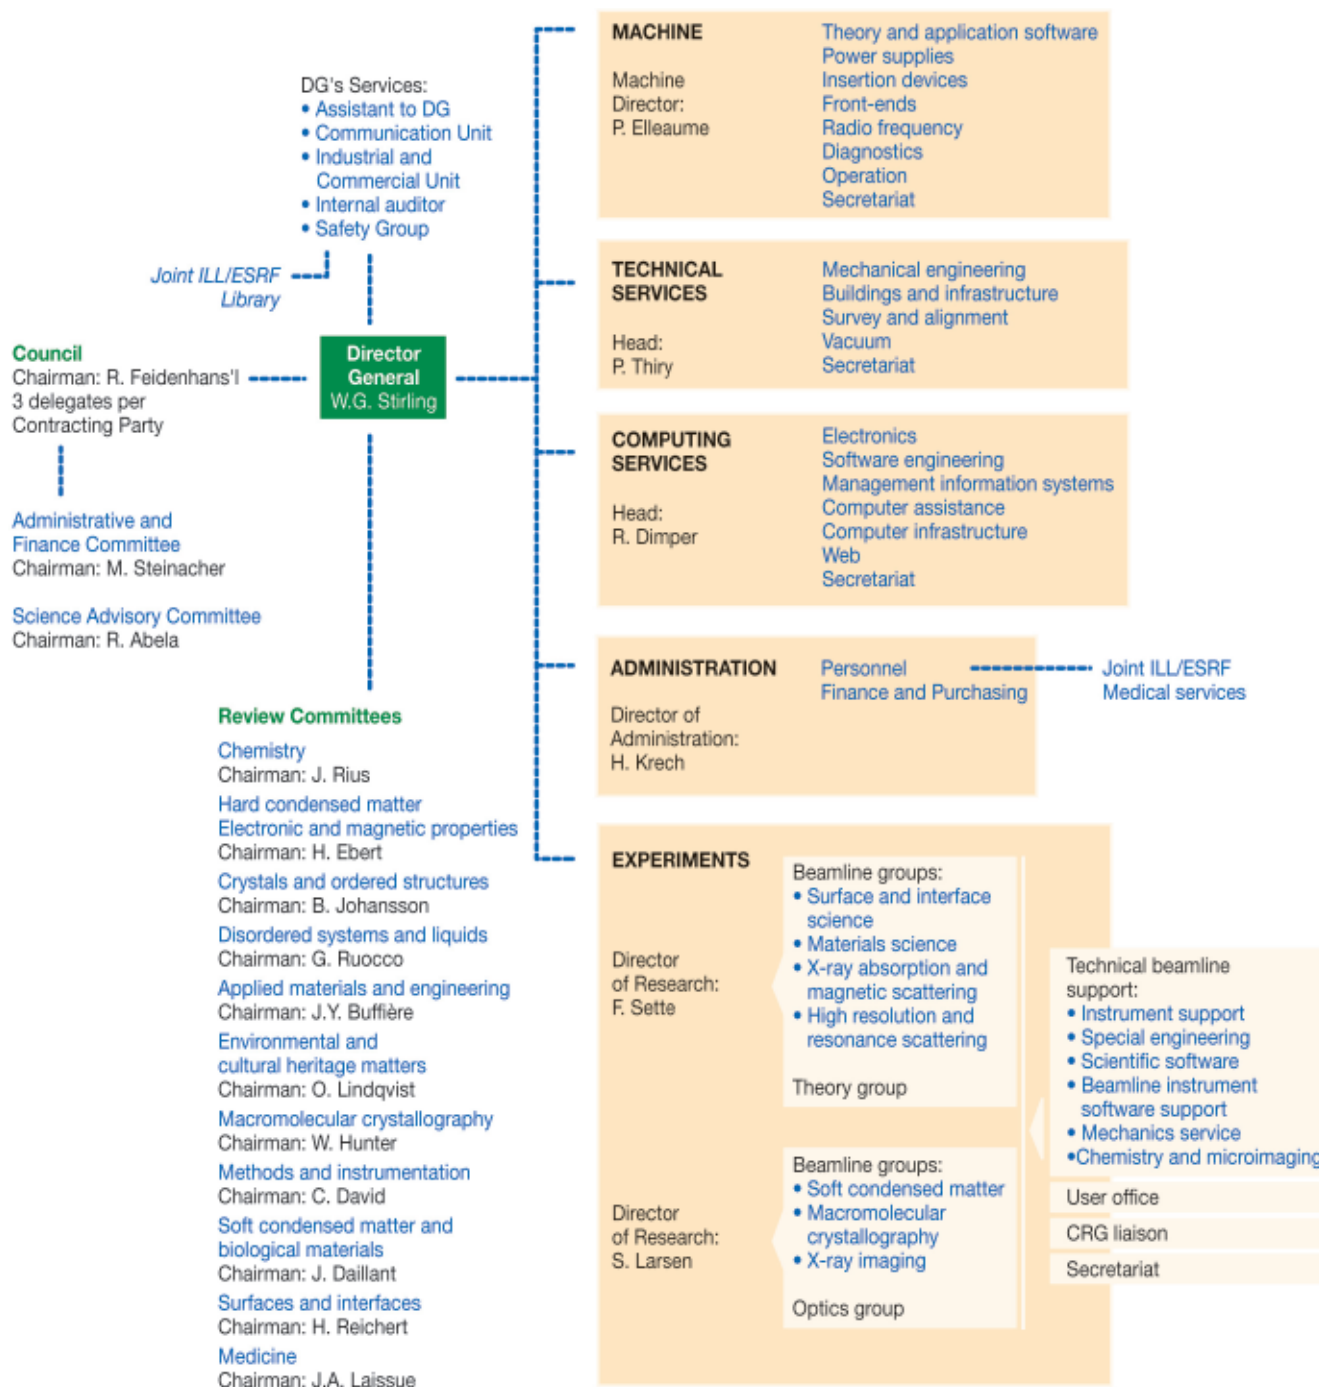 DG's Services:
• Assistant to DG
• Communication Unit
• Industrial and
Commercial Unit
• Internal auditor
• Safety Group
Joint ILL/ESRF
Library
Council
Chairman: R. Feidenhans'l
3 delegates per
Contracting Party
Director
General
W.G. Stirling
Administrative and
Finance Committee
Chairman: M. Steinacher
Science Advisory Committee
Chairman: R. Abela
Review Committees
Chemistry
Chairman: J. Rius
Hard condensed matter
Electronic and magnetic properties
Chairman: H. Ebert
Crystals and ordered structures
Chairman: B. Johansson
Disordered systems and liquids
Chairman: G. Ruocco
Applied materials and engineering
Chairman: J.Y. Buffière
Environmental and
cultural heritage matters
Chairman: O. Lindqvist
Macromolecular crystallography
Chairman: W. Hunter
Methods and instrumentation
Chairman: C. David
Soft condensed matter and
biological materials
Chairman: J. Daillant
Surfaces and interfaces
Chairman: H. Reichert
Medicine
Chairman: J.A. Laissue
MACHINE
Machine
Director:
P. Elleaume
Theory and application software
Power supplies
Insertion devices
Front-ends
Radio frequency
Diagnostics
Operation
Secretariat
TECHNICAL
SERVICES
Head:
P. Thiry
Mechanical engineering
Buildings and infrastructure
Survey and alignment
Vacuum
Secretariat
COMPUTING
SERVICES
Head:
R. Dimper
Electronics
Software engineering
Management information systems
Computer assistance
Computer infrastructure
Web
Secretariat
ADMINISTRATION
Director of
Administration:
H. Krech
Personnel
Finance and Purchasing
Joint ILL/ESRF
Medical services
EXPERIMENTS
Director
of Research:
F. Sette
Beamline groups:
• Surface and interface
science
• Materials science
• X-ray absorption and
magnetic scattering
• High resolution and
resonance scattering
Theory group
Director
of Research:
S. Larsen
Beamline groups:
• Soft condensed matter
• Macromolecular
crystallography
• X-ray imaging
Optics group
Technical beamline
support:
• Instrument support
• Special engineering
• Scientific software
• Beamline instrument
software support
• Mechanics service
•Chemistry and microimaging
User office
CRG liaison
Secretariat